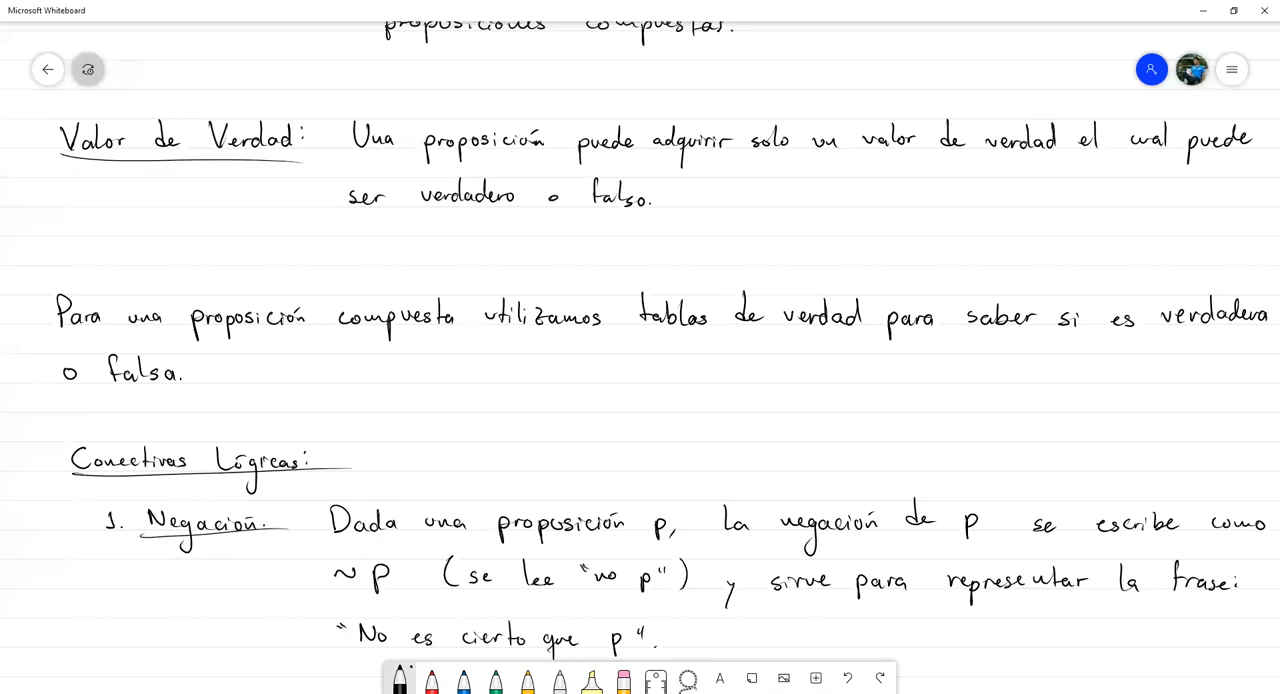 Microsoft Whiteboard
proposiciones compuestas.
Valor de Verdad: Una proposición puede adquirir solo un valor de verdad el cual puede
ser verdadero o falso.
Para una proposición compuesta utilizamos tablas de verdad para saber si es verdadera
o falsa.
Conectivas Lógicas:
1. Negación. Dada una proposición p, la negación de p se escribe como
~p (se lee "no p") y sirve para representar la frase:
"No es cierto que p".